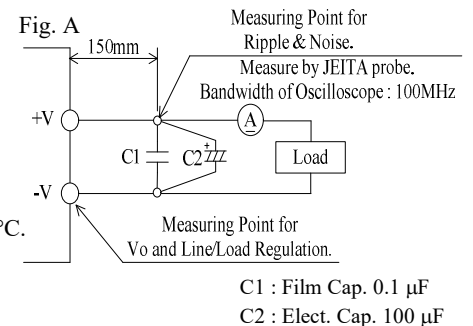 Fig. A
150mm
Measuring Point for
Ripple & Noise.
Measure by JEITA probe.
Bandwidth of Oscilloscope : 100MHz
+V
A
C1
C2
+
Load
-V
°C.
Measuring Point for
Vo and Line/Load Regulation.
C1 : Film Cap. 0.1 µF
C2 : Elect. Cap. 100 µF